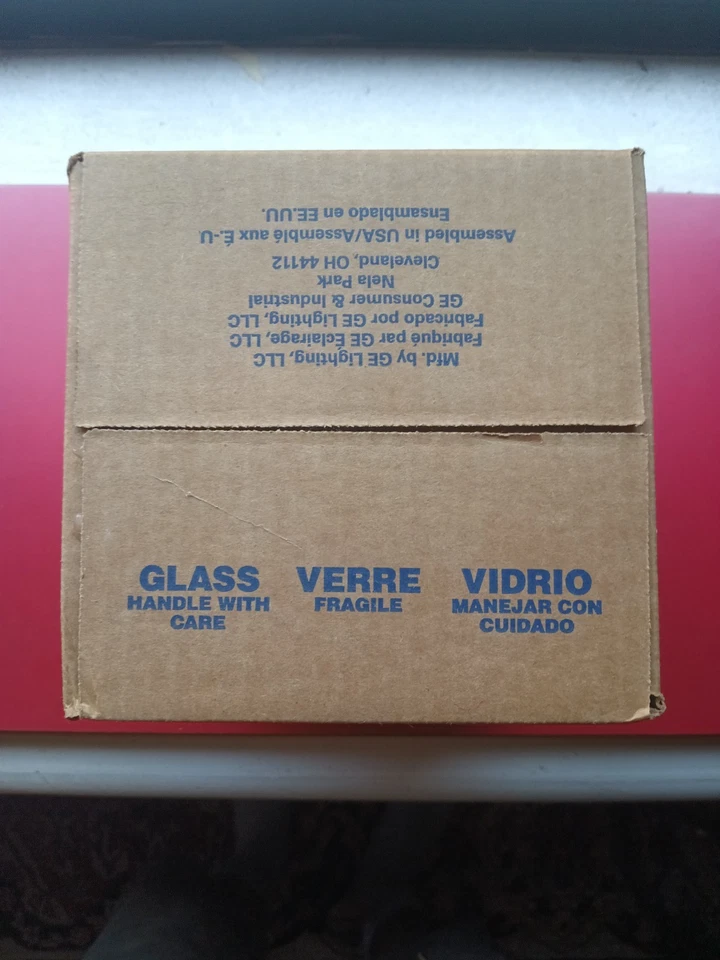 Mfd. by GE Lighting, LLC
Fabriqué par GE Éclairage, LLC
Fabricado por GE Lighting, LLC
GE Consumer & Industrial
Nela Park
Cleveland, OH 44112
Assembled in USA/Assemblé aux É.-U.
Ensamblado en EE.UU.
GLASS
HANDLE WITH
CARE
VERRE
FRAGILE
VIDRIO
MANEJAR CON
CUIDADO